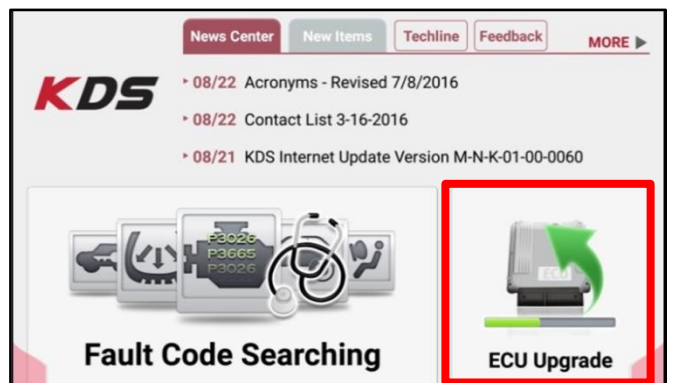 News Center New Items Techline Feedback MORE
KDS
08/22 Acronyms - Revised 7/8/2016
08/22 Contact List 3-16-2016
08/21 KDS Internet Update Version M-N-K-01-00-0060
P3026
P3665
P3026
ECU
Fault Code Searching
ECU Upgrade